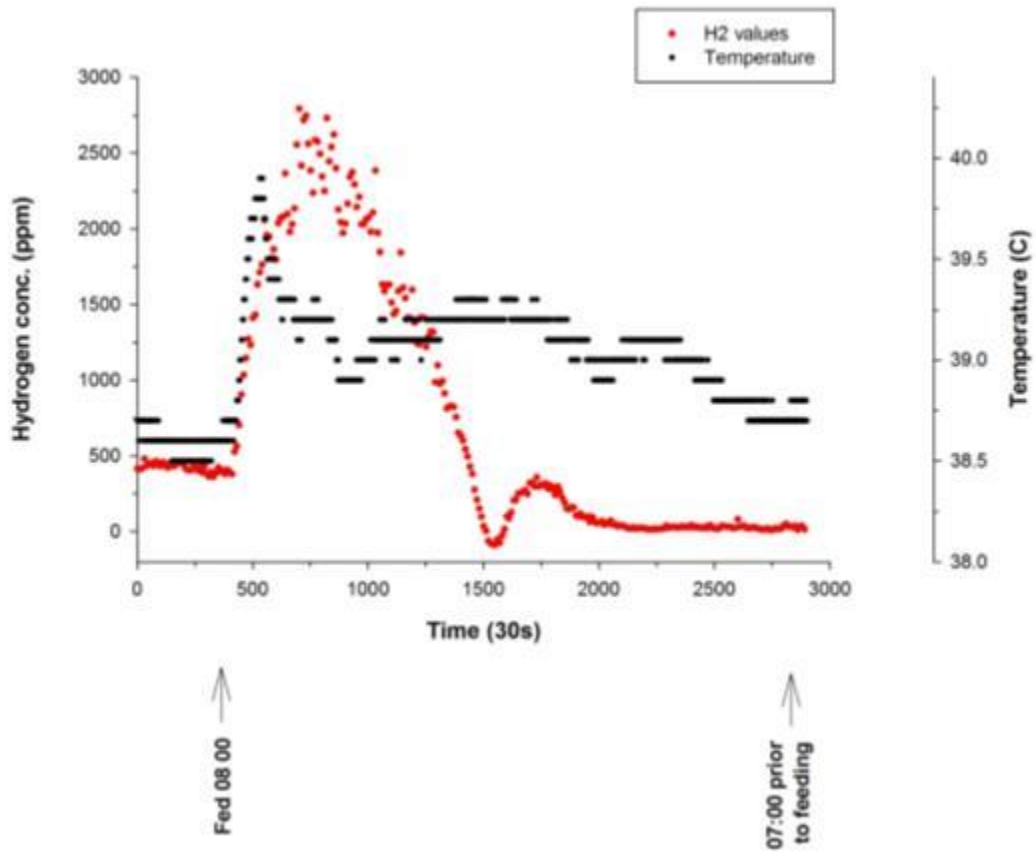 H2 values
Temperature
3000
2500
2000
1500
1000
500
0
Hydrogen conc. (ppm)
40.0
39.5
39.0
38.5
38.0
Temperature (C)
0
500
1000
1500
2000
2500
3000
Time (30s)
Fed 08 00
07:00 prior
to feeding